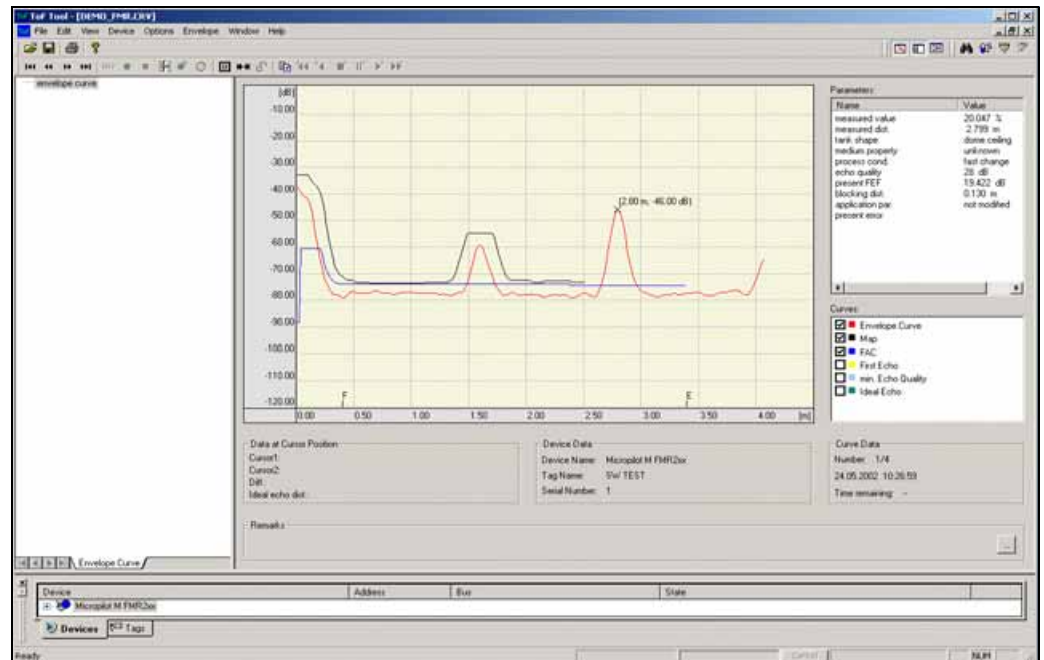 ToF Tool - [DEMO_FMR.CRV]
File Edit View Device Options Envelope Window Help
envelope curve
[dB]
-10.00
-20.00
-30.00
-40.00
-50.00
-60.00
-70.00
-80.00
-90.00
-100.00
-110.00
-120.00
(2.80 m, -46.00 dB)
F
E
0.00 0.50 1.00 1.50 2.00 2.50 3.00 3.50 4.00 [m]
Parameters:
Name Value
measured value 20.047 %
measured dist. 2.799 m
tank shape dome ceiling
medium property unknown
process cond. fast change
echo quality 28 dB
present FEF 19.422 dB
blocking dist. 0.130 m
application par. not modified
present error
Curves:
Envelope Curve
Map
FAC
First Echo
min. Echo Quality
Ideal Echo
Data at Cursor Position
Cursor1:
Cursor2:
Diff.:
Ideal echo dist.:
Device Data
Device Name: Micropilot M FMR2xx
Tag Name: SW TEST
Serial Number: 1
Curve Data
Number: 1/4
24.05.2002 10:26:59
Time remaining: -
Remarks
...
Envelope Curve
Device Address Bus State
Micropilot M FMR2xx
Devices Tags
Ready Cancel NUM